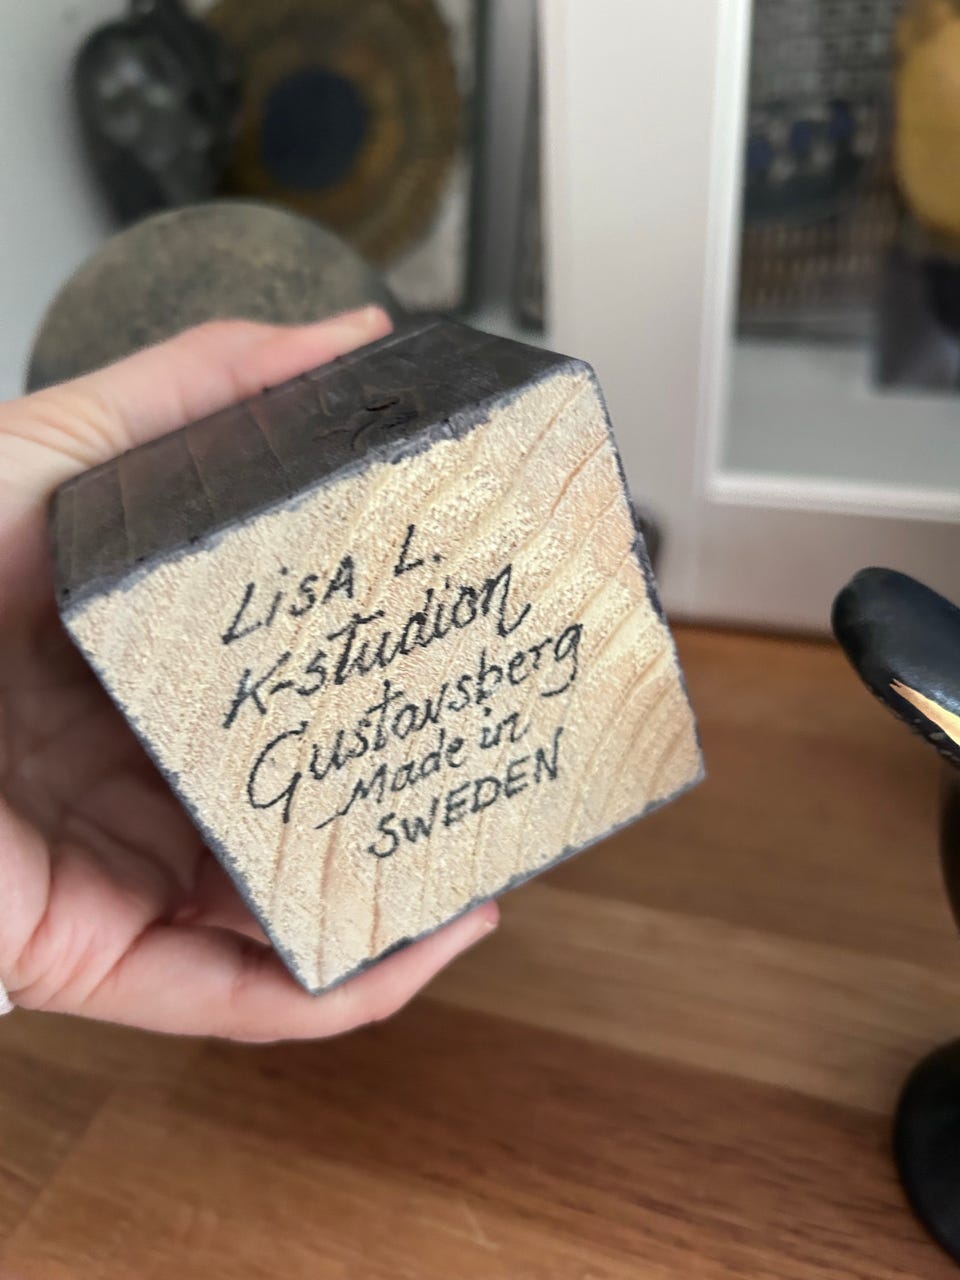 LiSA L.
K-studion
Gustavsberg
Made in
SWEDEN